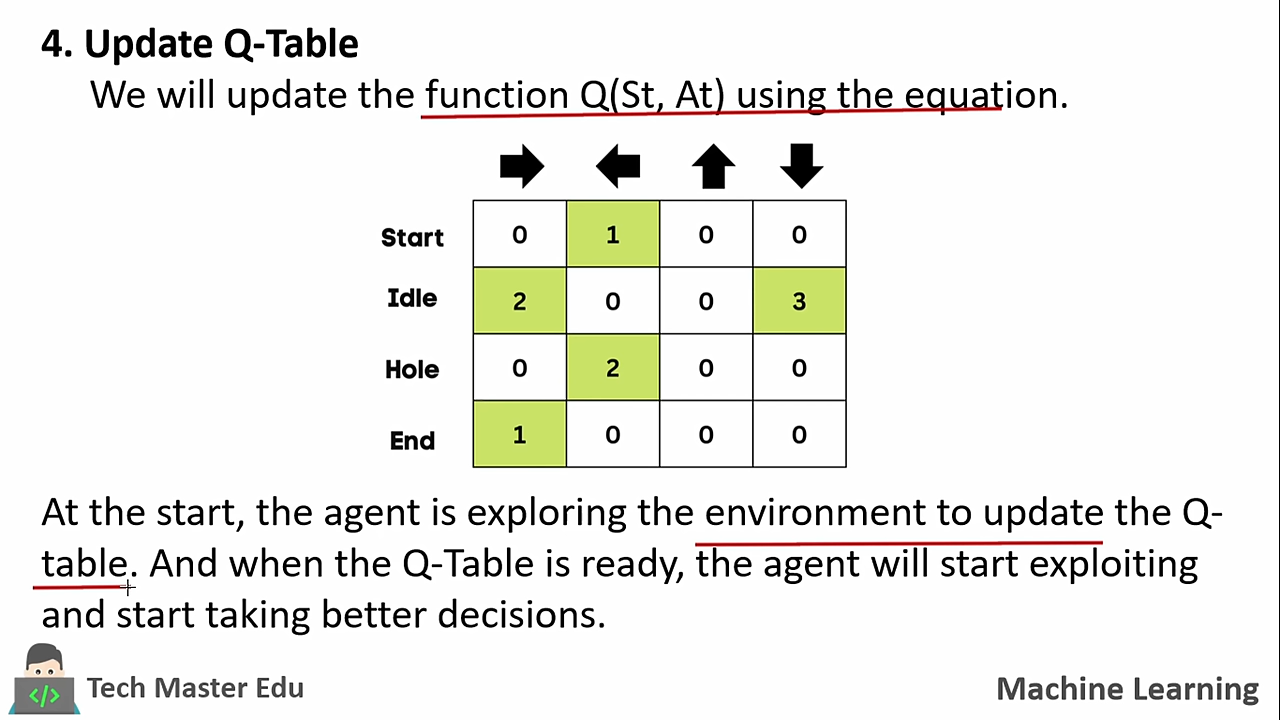 4. Update Q-Table
We will update the function Q(St, At) using the equation.
Start 0 1 0 0
Idle 2 0 0 3
Hole 0 2 0 0
End 1 0 0 0
At the start, the agent is exploring the environment to update the Q-
table. And when the Q-Table is ready, the agent will start exploiting
and start taking better decisions.
</>
Tech Master Edu
Machine Learning